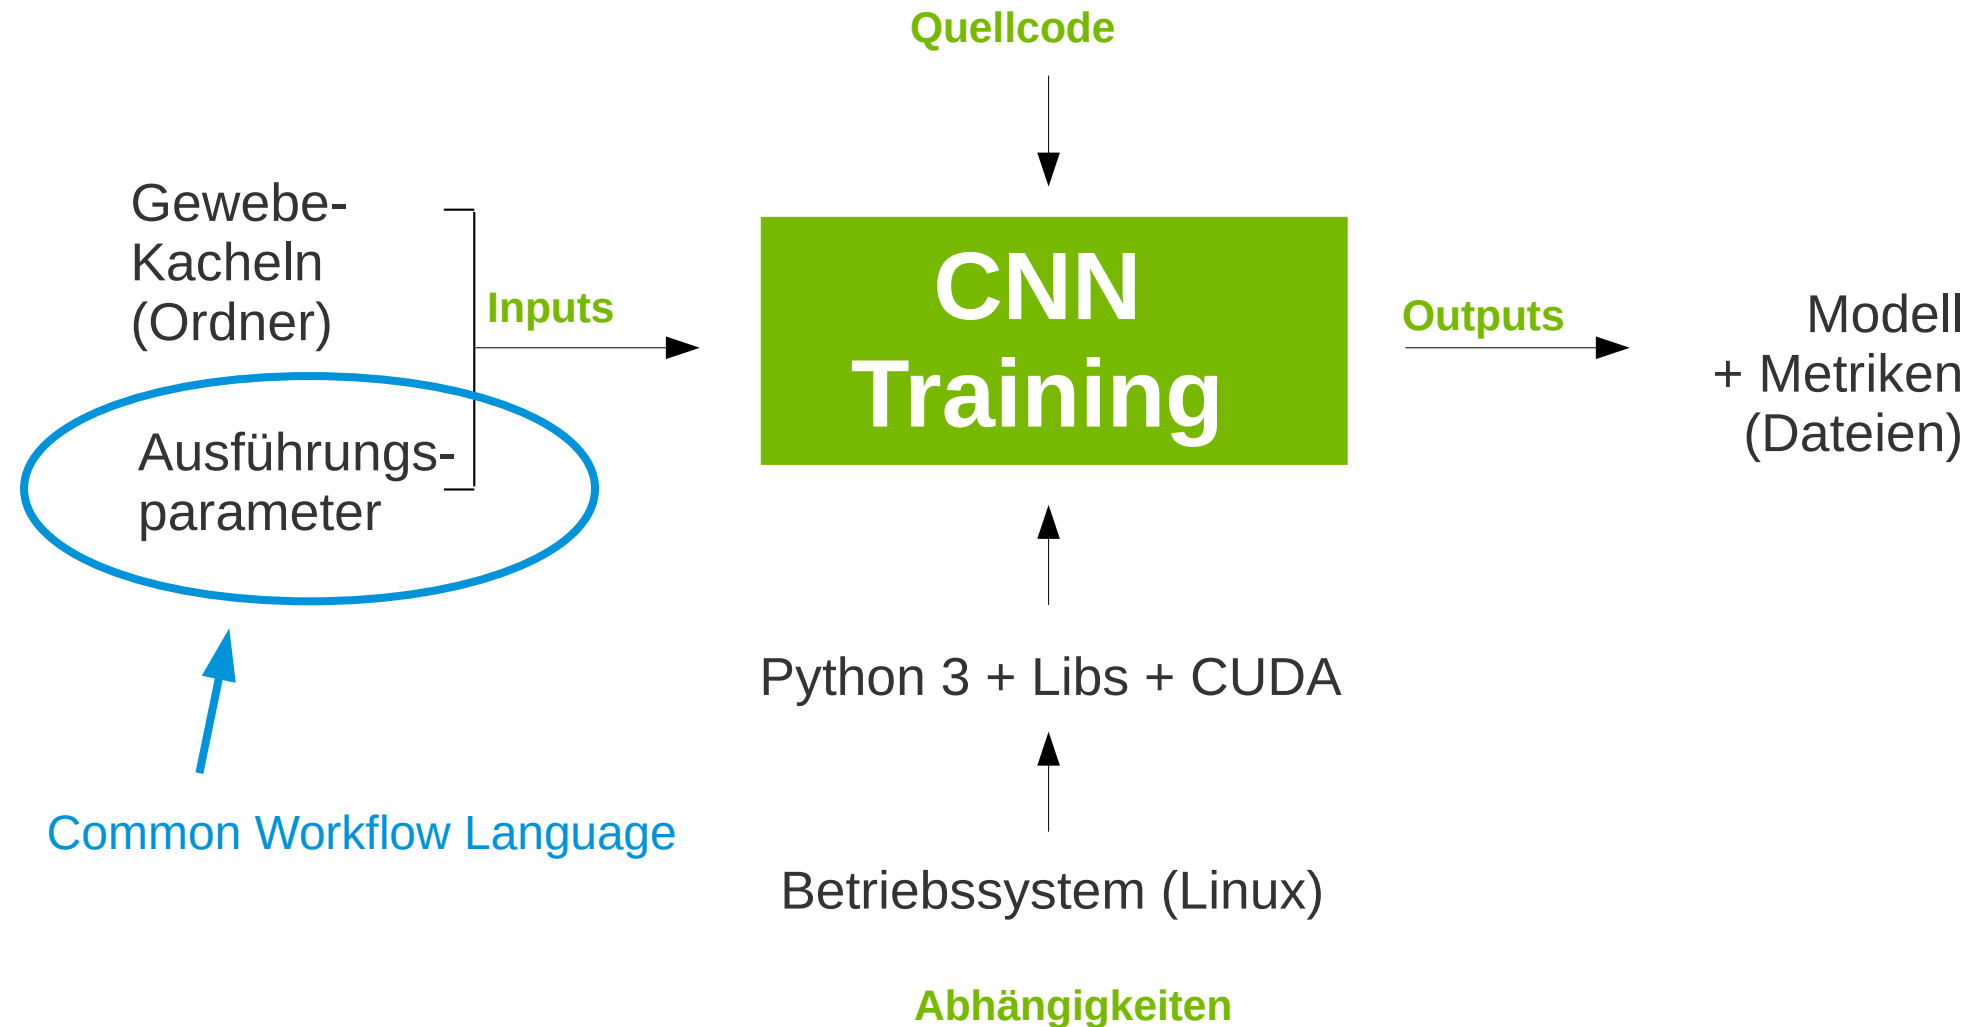 Quellcode
Gewebe-
Kacheln
(Ordner)
Inputs
Ausführungs-
parameter
CNN
Training
Outputs
Modell
+ Metriken
(Dateien)
Python 3 + Libs + CUDA
Common Workflow Language
Betriebssystem (Linux)
Abhängigkeiten